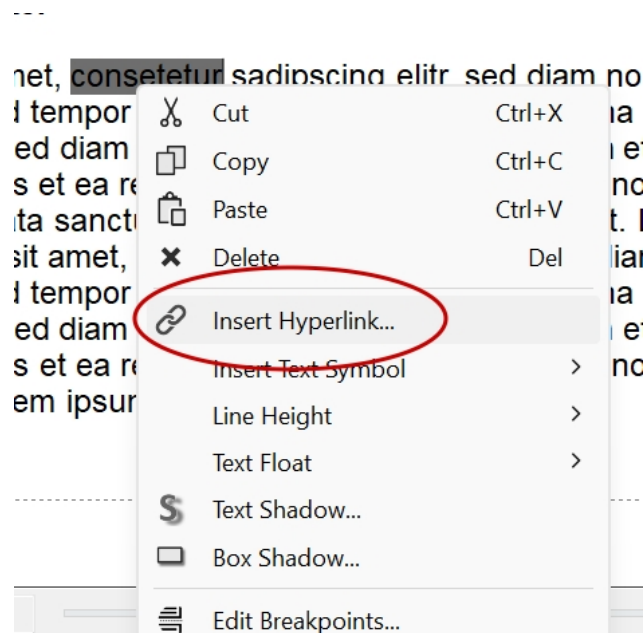 net, consetetur sadipscing elitr, sed diam no
d tempor
ed diam
s et ea re
ta sanctu
sit amet,
d tempor
ed diam
s et ea re
em ipsum
Cut Ctrl+X
Copy Ctrl+C
Paste Ctrl+V
Delete Del
Insert Hyperlink...
Insert Text Symbol
Line Height
Text Float
Text Shadow...
Box Shadow...
Edit Breakpoints...